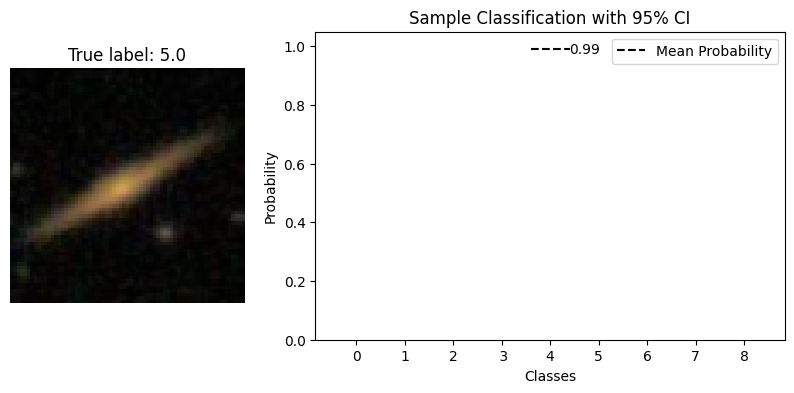 True label: 5.0
Sample Classification with 95% CI
0.99
Mean Probability
1.0
0.8
0.6
0.4
0.2
0.0
Probability
0 1 2 3 4 5 6 7 8
Classes